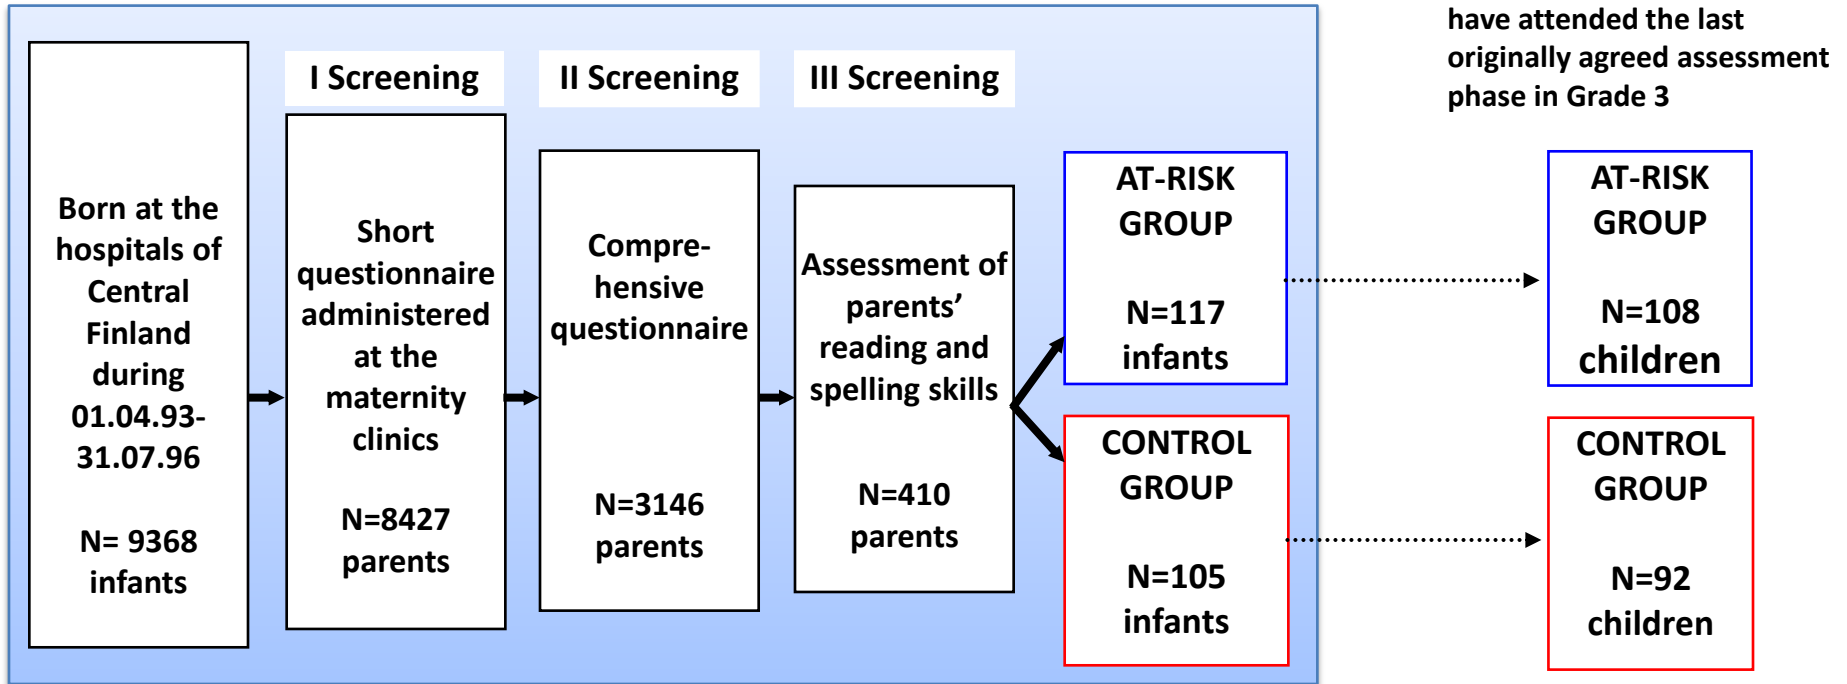 Born at the
hospitals of
Central
Finland
during
01.04.93-
31.07.96
N= 9368
infants
I Screening
Short
questionnaire
administered
at the
maternity
clinics
N=8427
parents
II Screening
Compre-
hensive
questionnaire
N=3146
parents
III Screening
Assessment of
parents’
reading and
spelling skills
N=410
parents
AT-RISK
GROUP
N=117
infants
CONTROL
GROUP
N=105
infants
have attended the last
originally agreed assessment
phase in Grade 3
AT-RISK
GROUP
N=108
children
CONTROL
GROUP
N=92
children